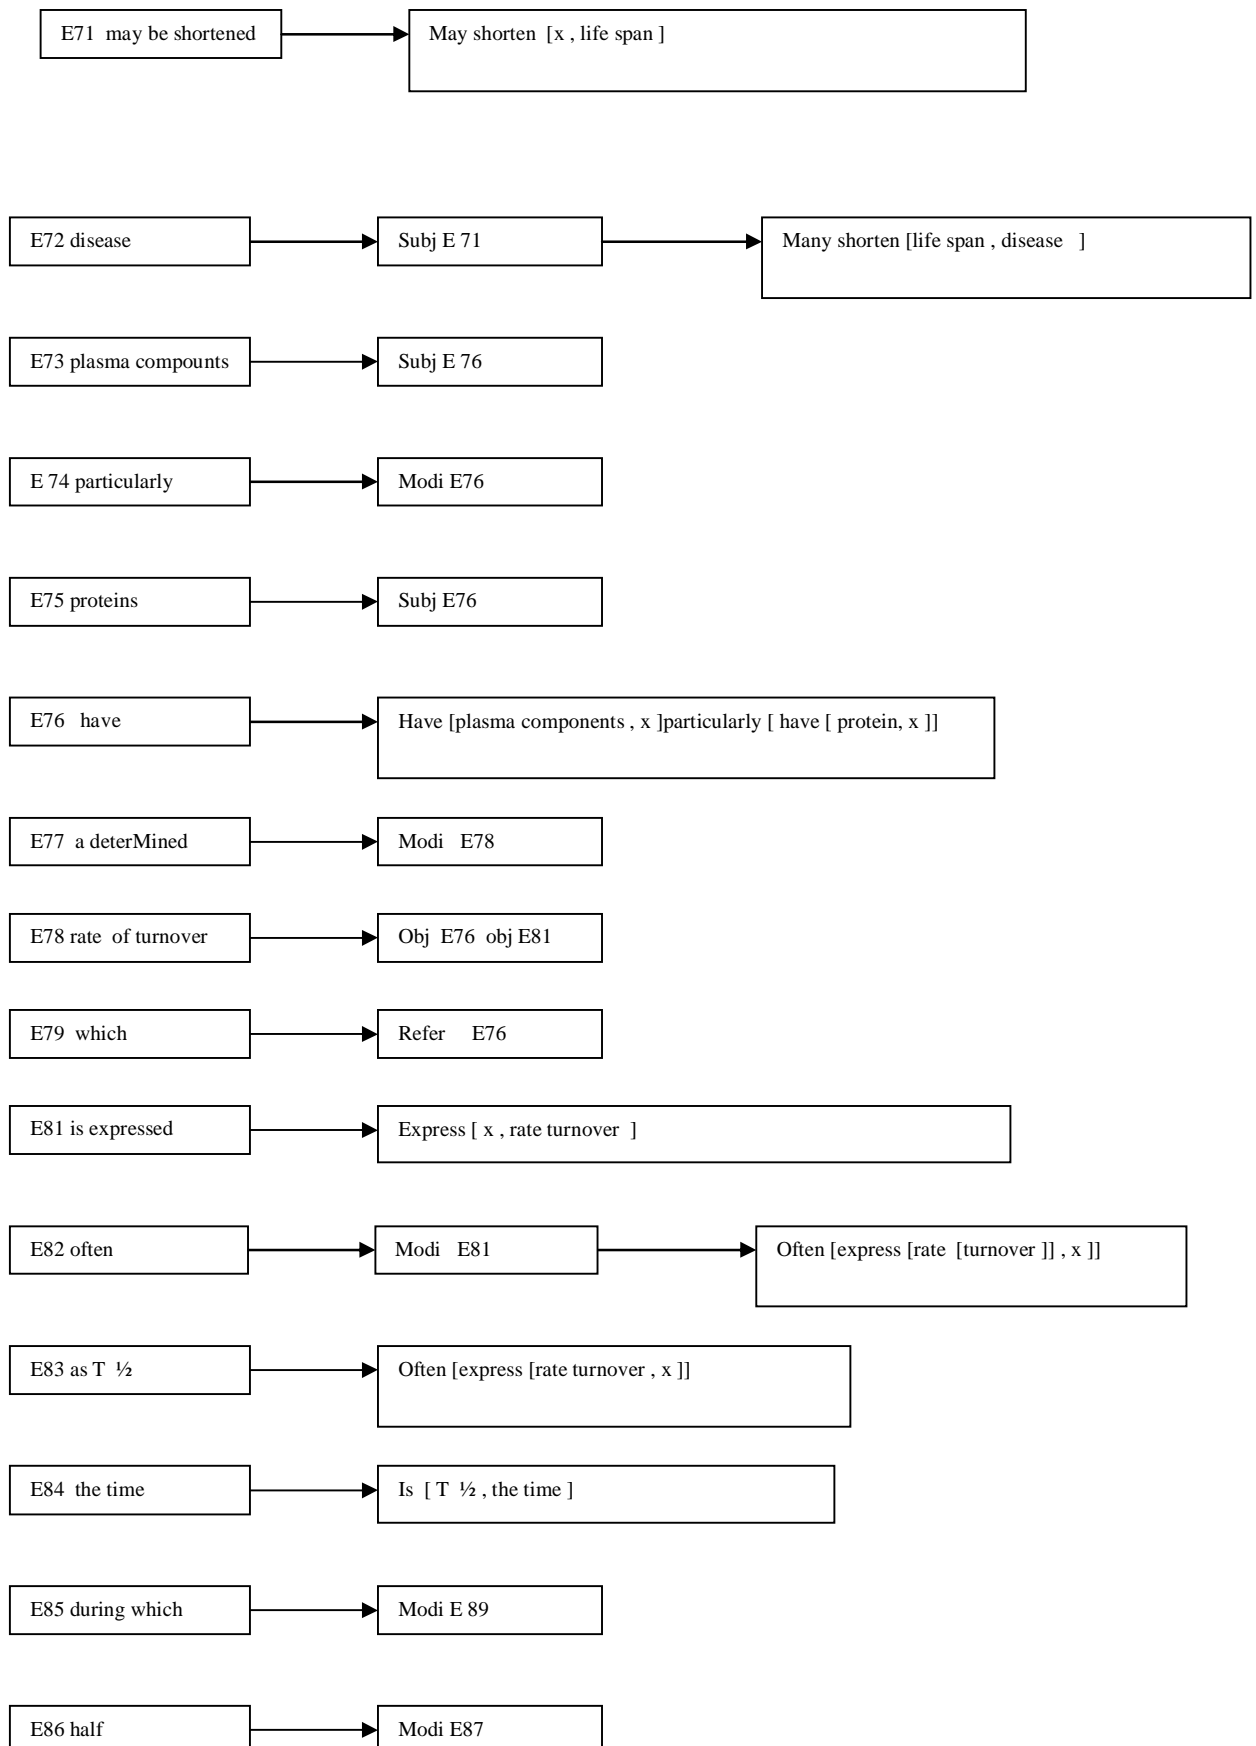 E71 may be shortened May shorten [x , life span ]
E72 disease Subj E 71 Many shorten [life span , disease ]
E73 plasma compounts Subj E 76
E 74 particularly Modi E76
E75 proteins Subj E76
E76 have Have [plasma components , x ]particularly [ have [ protein, x ]]
E77 a deterMined Modi E78
E78 rate of turnover Obj E76 obj E81
E79 which Refer E76
E81 is expressed Express [ x , rate turnover ]
E82 often Modi E81 Often [express [rate [turnover ]] , x ]]
E83 as T ½ Often [express [rate turnover , x ]]
E84 the time Is [ T ½ , the time ]
E85 during which Modi E 89
E86 half Modi E87